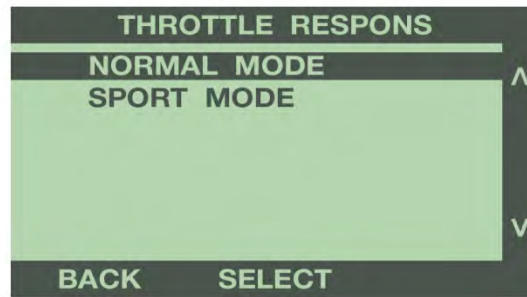 THROTTLE RESPONS
NORMAL MODE
SPORT MODE
BACK SELECT